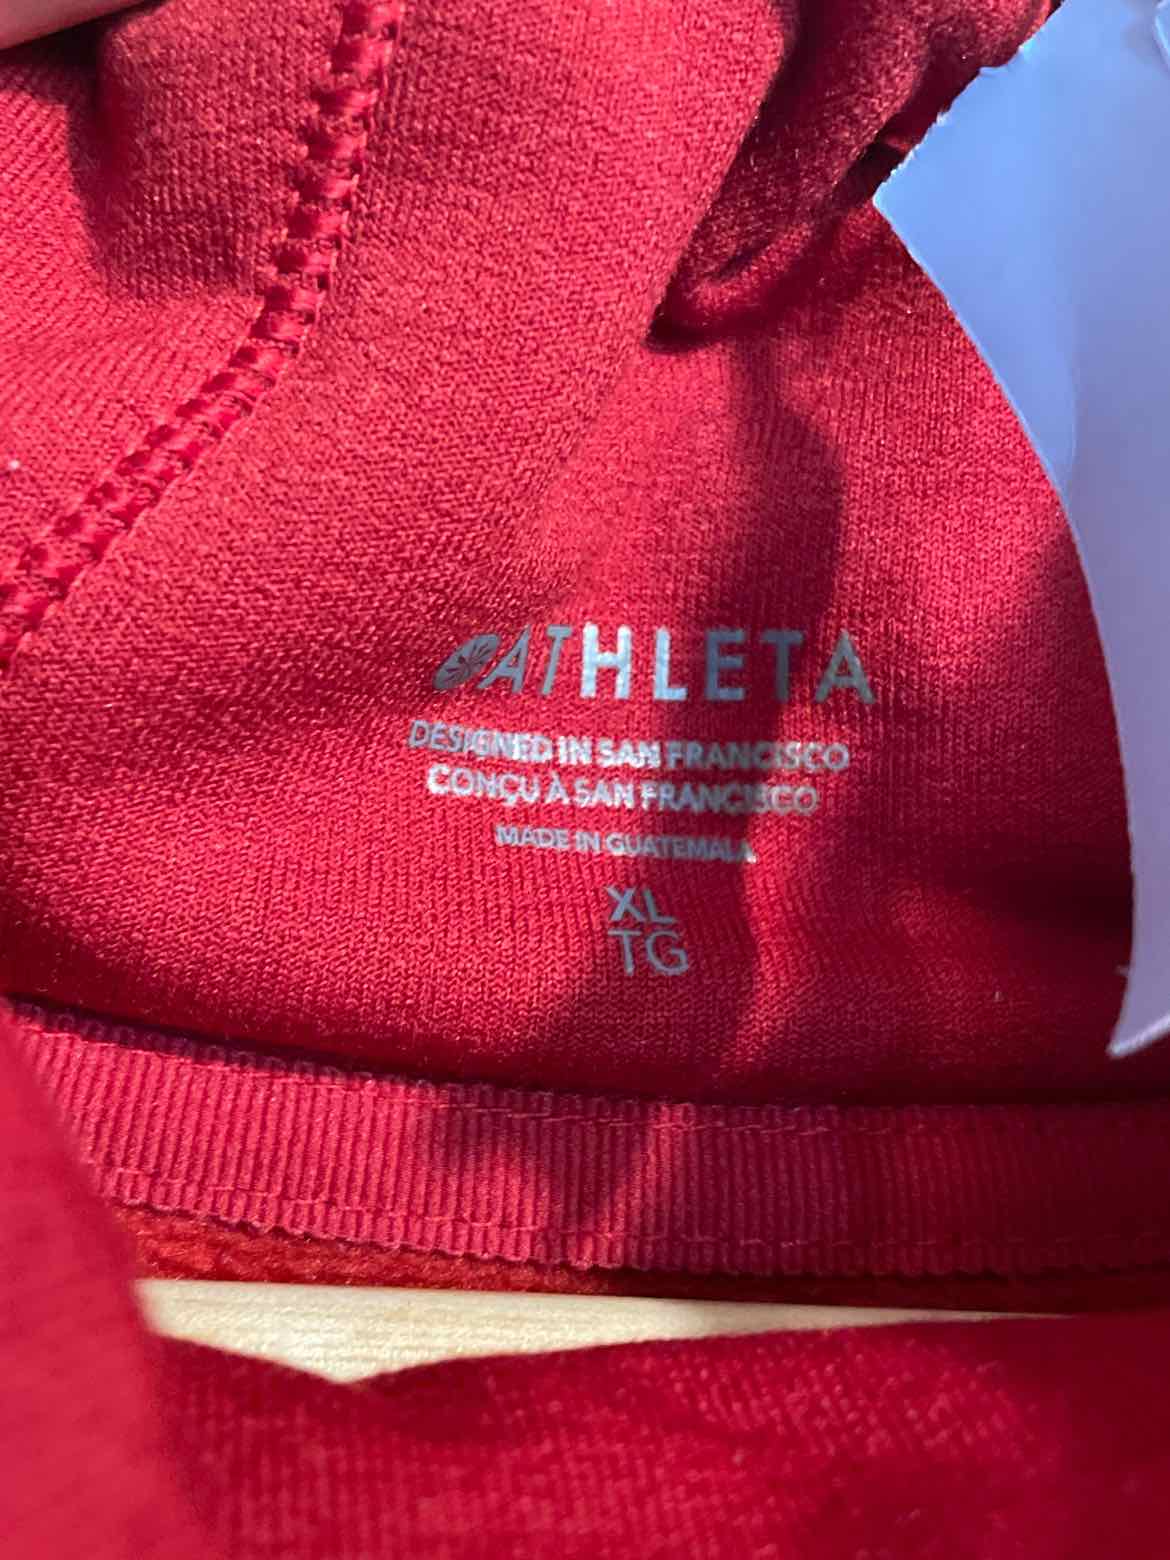 ATHLETA
DESIGNED IN SAN FRANCISCO
CONÇU À SAN FRANCISCO
MADE IN GUATEMALA
XL
TG